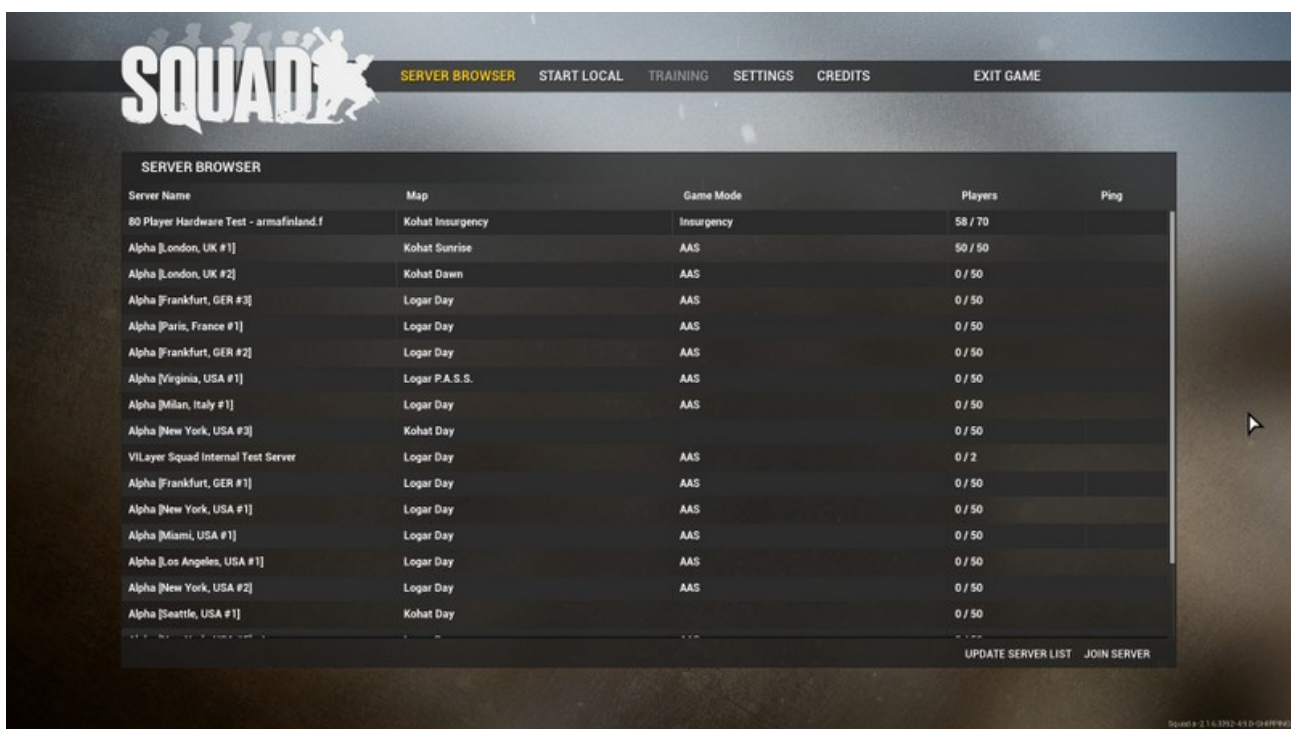 SQUAD
SERVER BROWSER START LOCAL TRAINING SETTINGS CREDITS EXIT GAME
SERVER BROWSER
Server Name Map Game Mode Players Ping
80 Player Hardware Test - armafinland.f Kohat Insurgency Insurgency 58 / 70
Alpha [London, UK #1] Kohat Sunrise AAS 50 / 50
Alpha [London, UK #2] Kohat Dawn AAS 0 / 50
Alpha [Frankfurt, GER #3] Logar Day AAS 0 / 50
Alpha [Paris, France #1] Logar Day AAS 0 / 50
Alpha [Frankfurt, GER #2] Logar Day AAS 0 / 50
Alpha [Virginia, USA #1] Logar P.A.S.S. AAS 0 / 50
Alpha [Milan, Italy #1] Logar Day AAS 0 / 50
Alpha [New York, USA #3] Kohat Day 0 / 50
VILayer Squad Internal Test Server Logar Day AAS 0 / 2
Alpha [Frankfurt, GER #1] Logar Day AAS 0 / 50
Alpha [New York, USA #1] Logar Day AAS 0 / 50
Alpha [Miami, USA #1] Logar Day AAS 0 / 50
Alpha [Los Angeles, USA #1] Logar Day AAS 0 / 50
Alpha [New York, USA #2] Logar Day AAS 0 / 50
Alpha [Seattle, USA #1] Kohat Day 0 / 50
UPDATE SERVER LIST JOIN SERVER